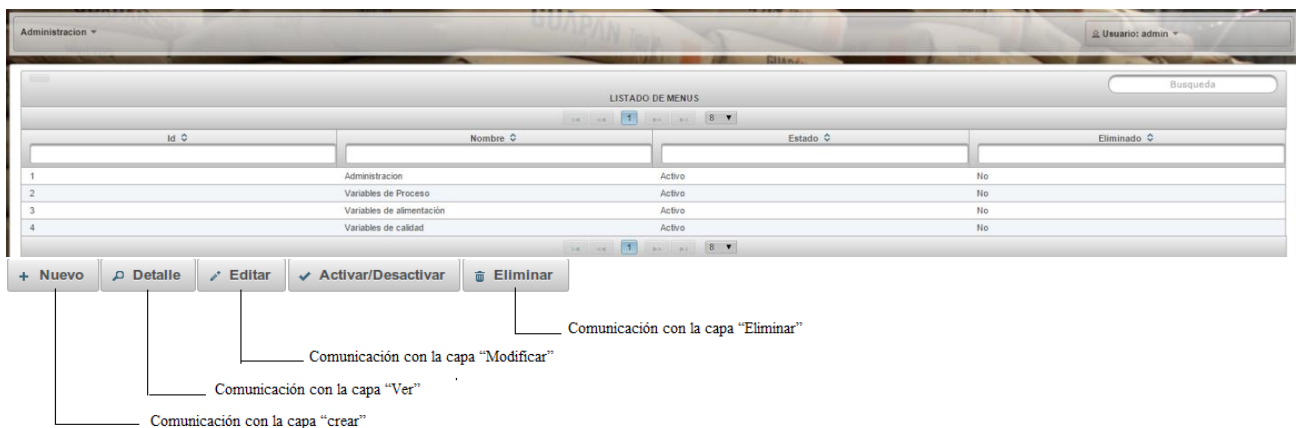 GUAPÁN
Administracion
Usuario: admin
Busqueda
LISTADO DE MENUS
1 8
Id Nombre Estado Eliminado
1 Administracion Activo No
2 Variables de Proceso Activo No
3 Variables de alimentación Activo No
4 Variables de calidad Activo No
1 8
+ Nuevo Detalle Editar Activar/Desactivar Eliminar
Comunicación con la capa “Eliminar”
Comunicación con la capa “Modificar”
Comunicación con la capa “Ver”
Comunicación con la capa “crear”